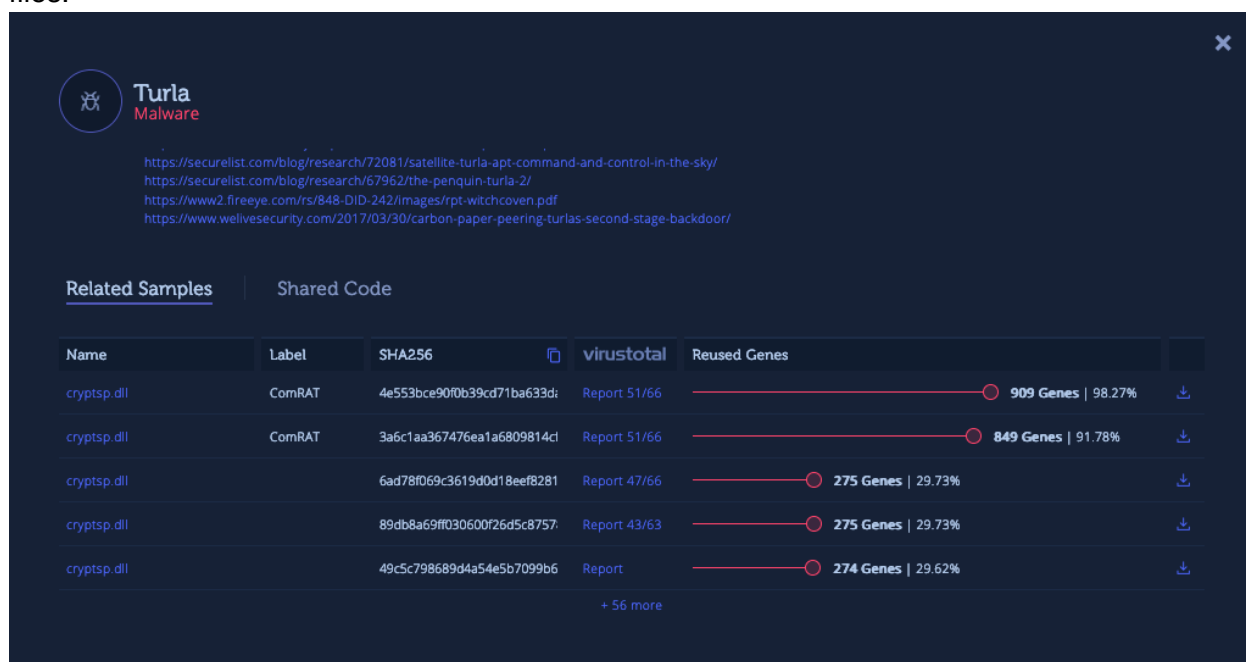 Turla
Malware
https://securelist.com/blog/research/72081/satellite-turla-apt-command-and-control-in-the-sky/
https://securelist.com/blog/research/67962/the-penquin-turla-2/
https://www2.fireeye.com/rs/848-DID-242/images/rpt-witchcoven.pdf
https://www.welivesecurity.com/2017/03/30/carbon-paper-peering-turlas-second-stage-backdoor/
Related Samples Shared Code
Name Label SHA256 virustotal Reused Genes
cryptsp.dll ComRAT 4e553bce90f0b39cd71ba633da Report 51/66 909 Genes | 98.27%
cryptsp.dll ComRAT 3a6c1aa367476ea1a6809814cf Report 51/66 849 Genes | 91.78%
cryptsp.dll 6ad78f069c3619d0d18eef8281 Report 47/66 275 Genes | 29.73%
cryptsp.dll 89db8a69ff030600f26d5c8757 Report 43/63 275 Genes | 29.73%
cryptsp.dll 49c5c798689d4a54e5b7099b6 Report 274 Genes | 29.62%
+ 56 more